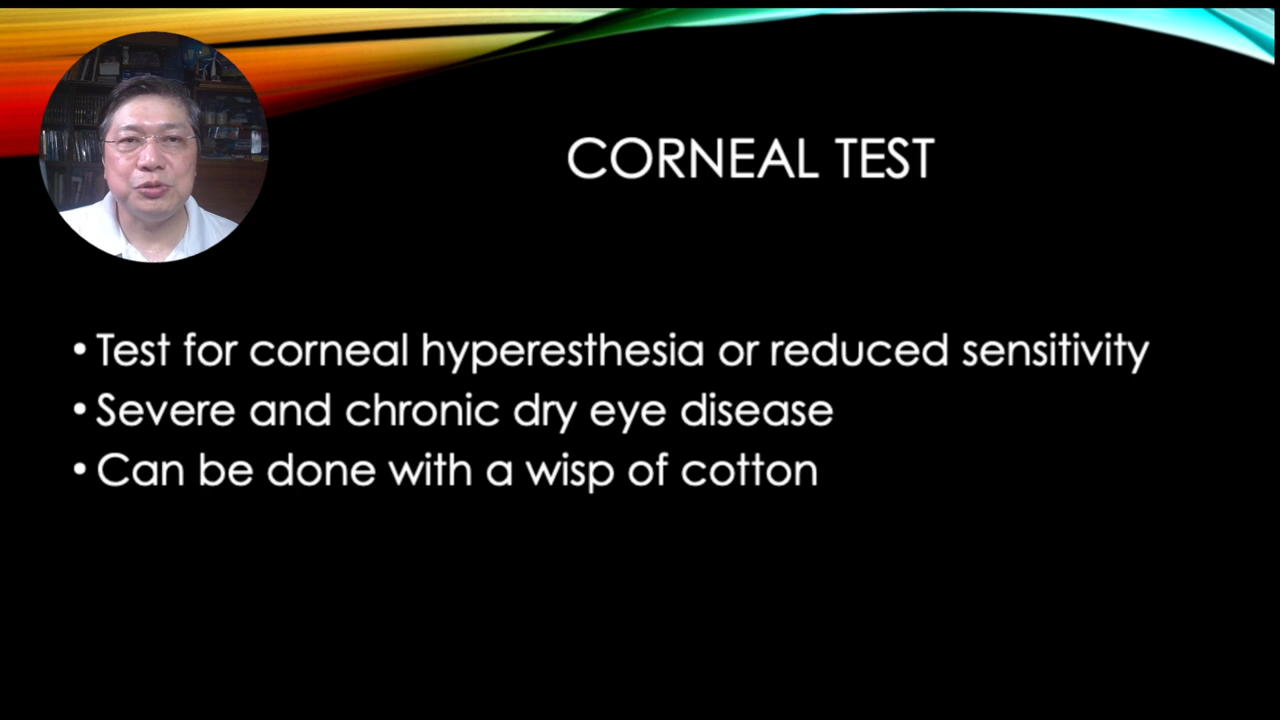 CORNEAL TEST
• Test for corneal hyperesthesia or reduced sensitivity
• Severe and chronic dry eye disease
• Can be done with a wisp of cotton